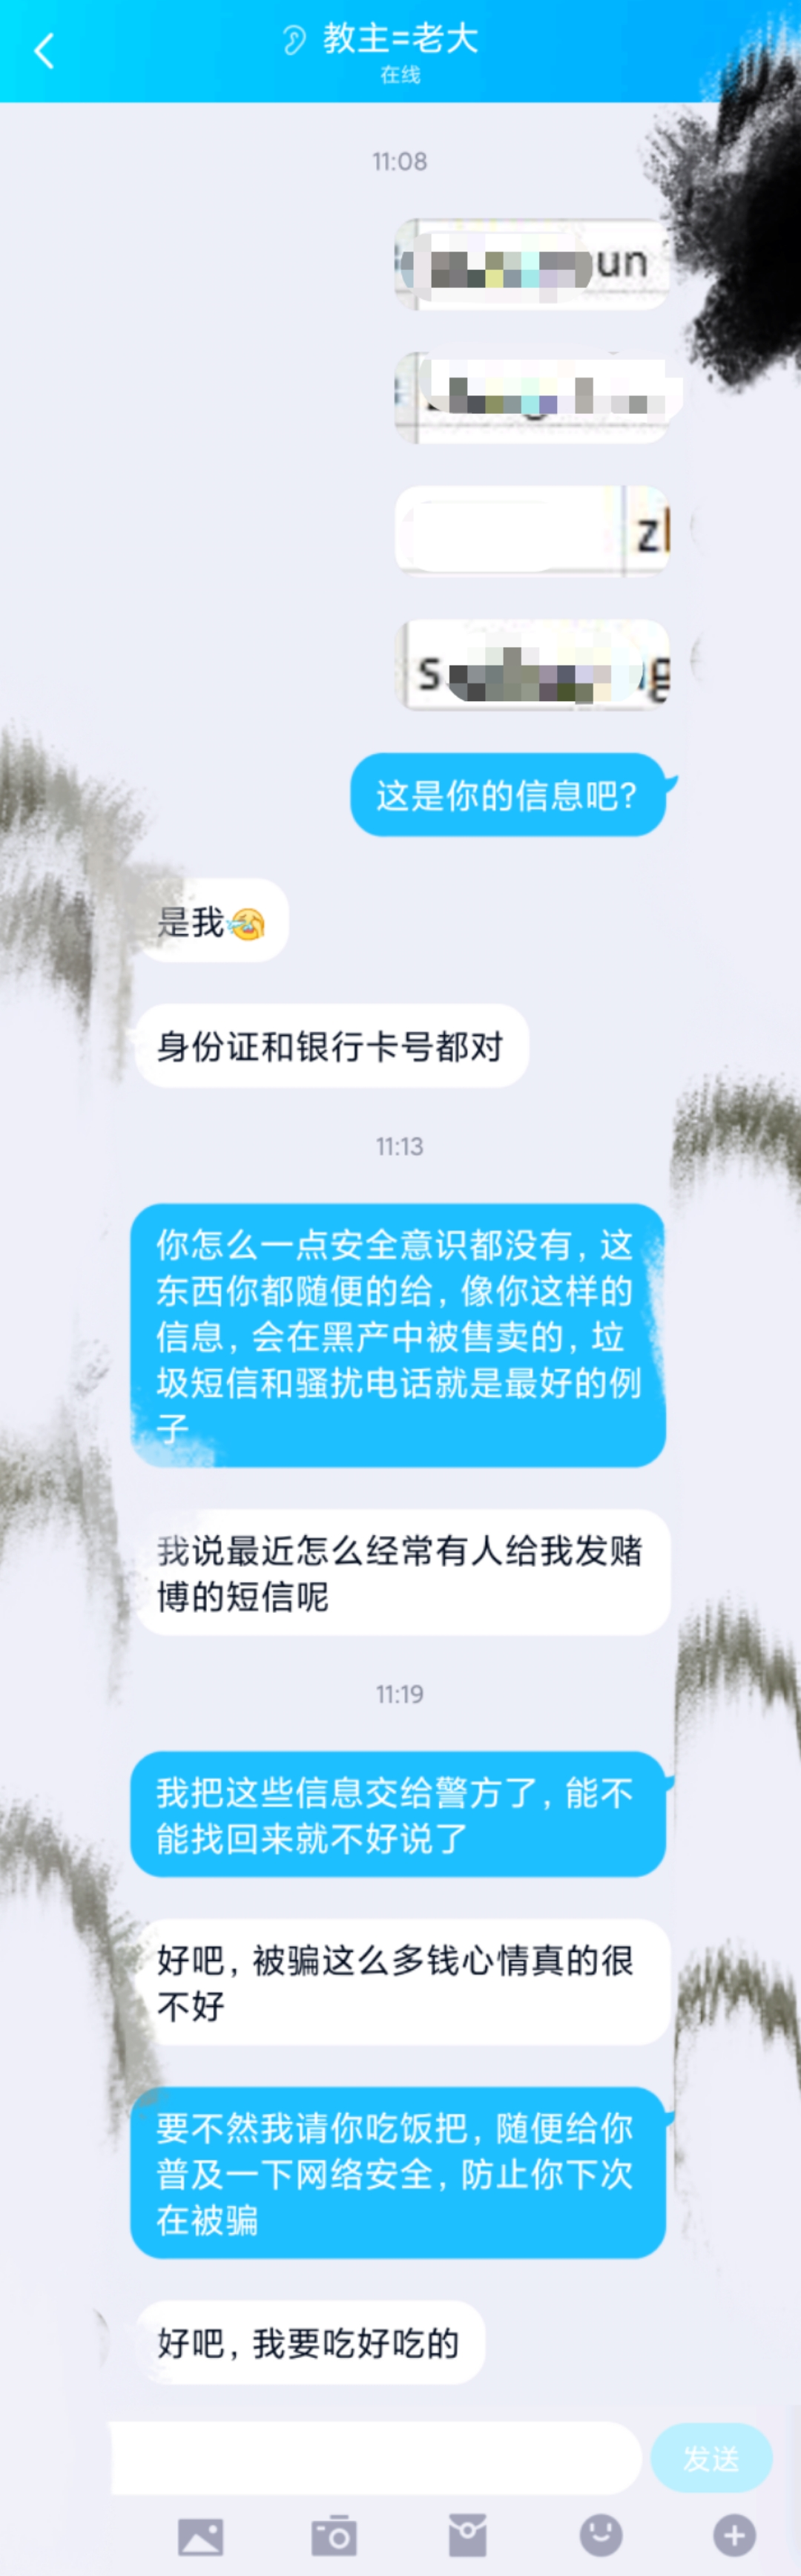 教主=老大
在线
11:08
un
s
g
这是你的信息吧?
是我
身份证和银行卡号都对
11:13
你怎么一点安全意识都没有,这
东西你都随便的给,像你这样的
信息,会在黑产中被售卖的,垃
圾短信和骚扰电话就是最好的例
子
我说最近怎么经常有人给我发赌
博的短信呢
11:19
我把这些信息交给警方了,能不
能找回来就不好说了
好吧,被骗这么多钱心情真的很
不好
要不然我请你吃饭把,随便给你
普及一下网络安全,防止你下次
在被骗
好吧,我要吃好吃的
发送